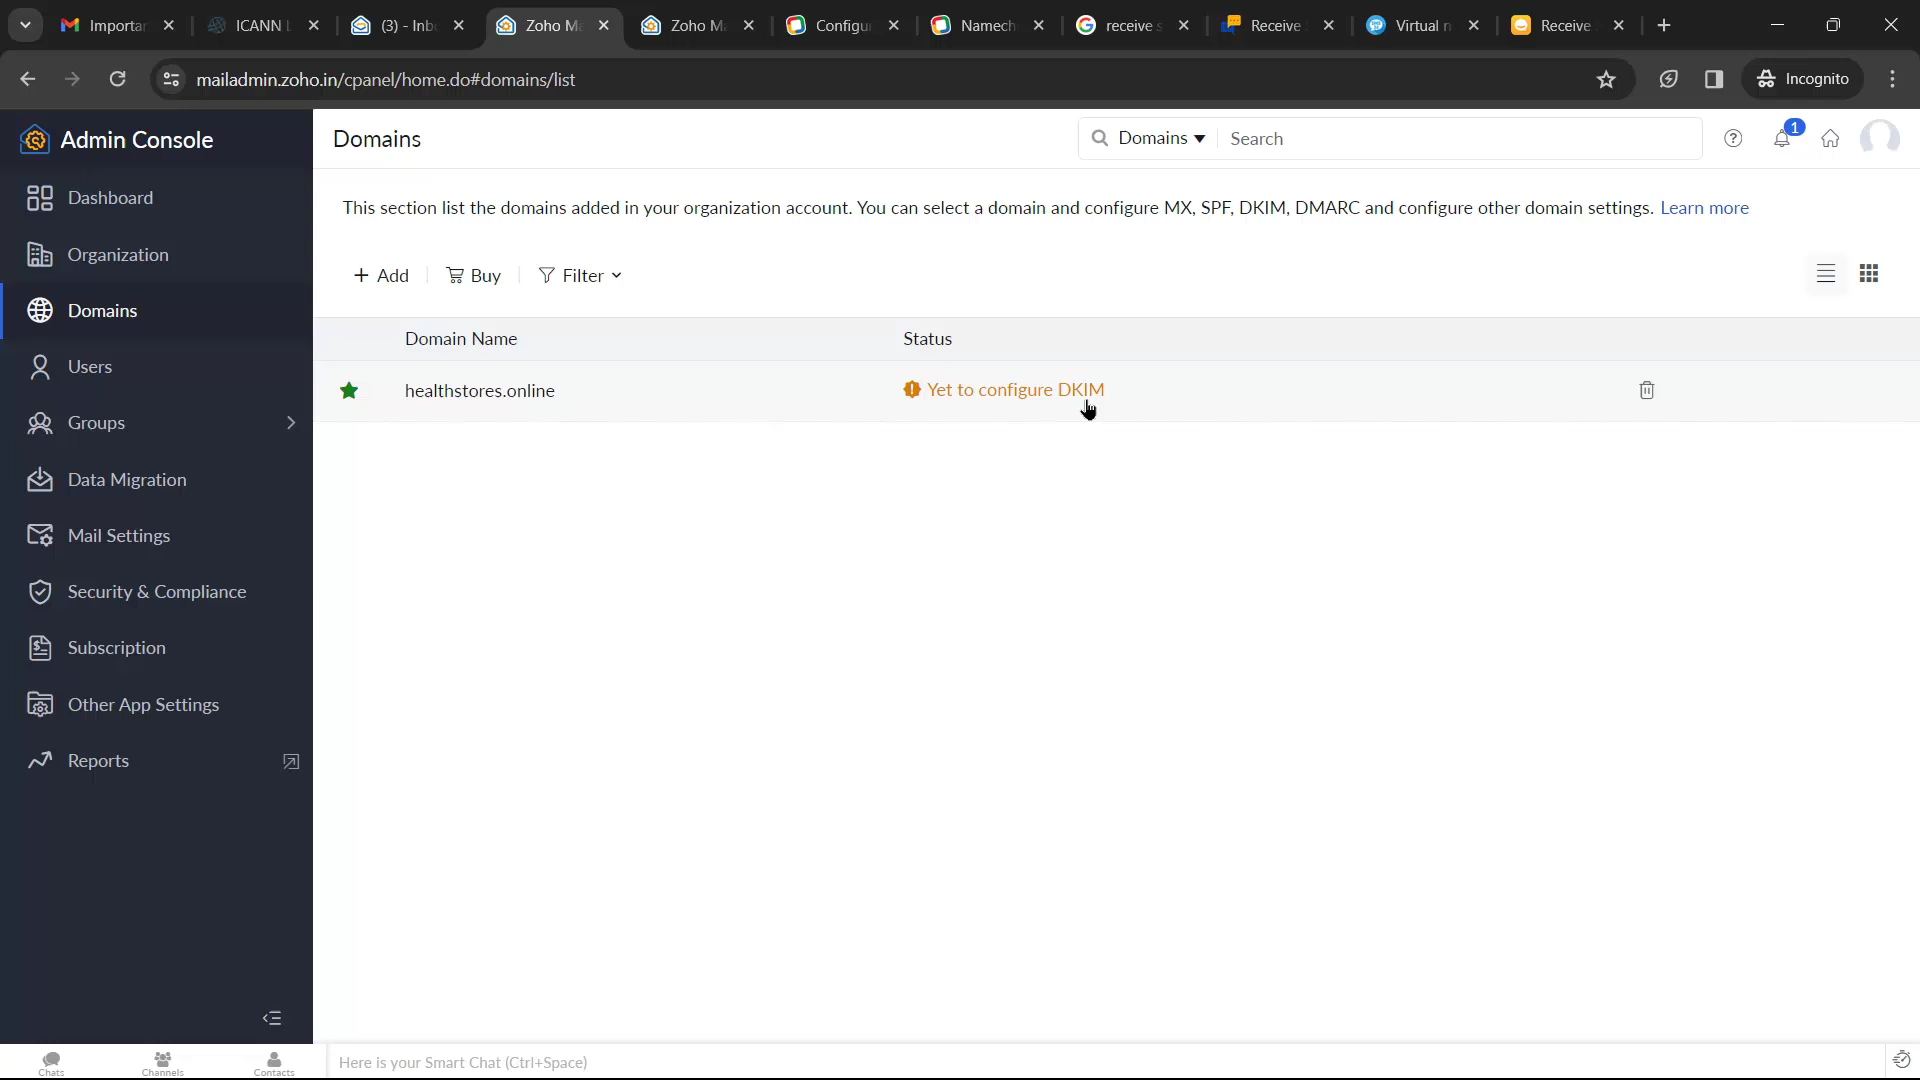 Importar
ICANN L
(3) - Inb
Zoho Ma
Zoho Ma
Configur
Namech
receive s
Receive
Virtual n
Receive
mailadmin.zoho.in/cpanel/home.do#domains/list
Incognito
Admin Console
Domains
Domains
Search
1
Dashboard
Organization
Domains
Users
Groups
Data Migration
Mail Settings
Security & Compliance
Subscription
Other App Settings
Reports
This section list the domains added in your organization account. You can select a domain and configure MX, SPF, DKIM, DMARC and configure other domain settings. Learn more
+ Add
Buy
Filter
Domain Name
Status
healthstores.online
Yet to configure DKIM
Chats
Channels
Contacts
Here is your Smart Chat (Ctrl+Space)